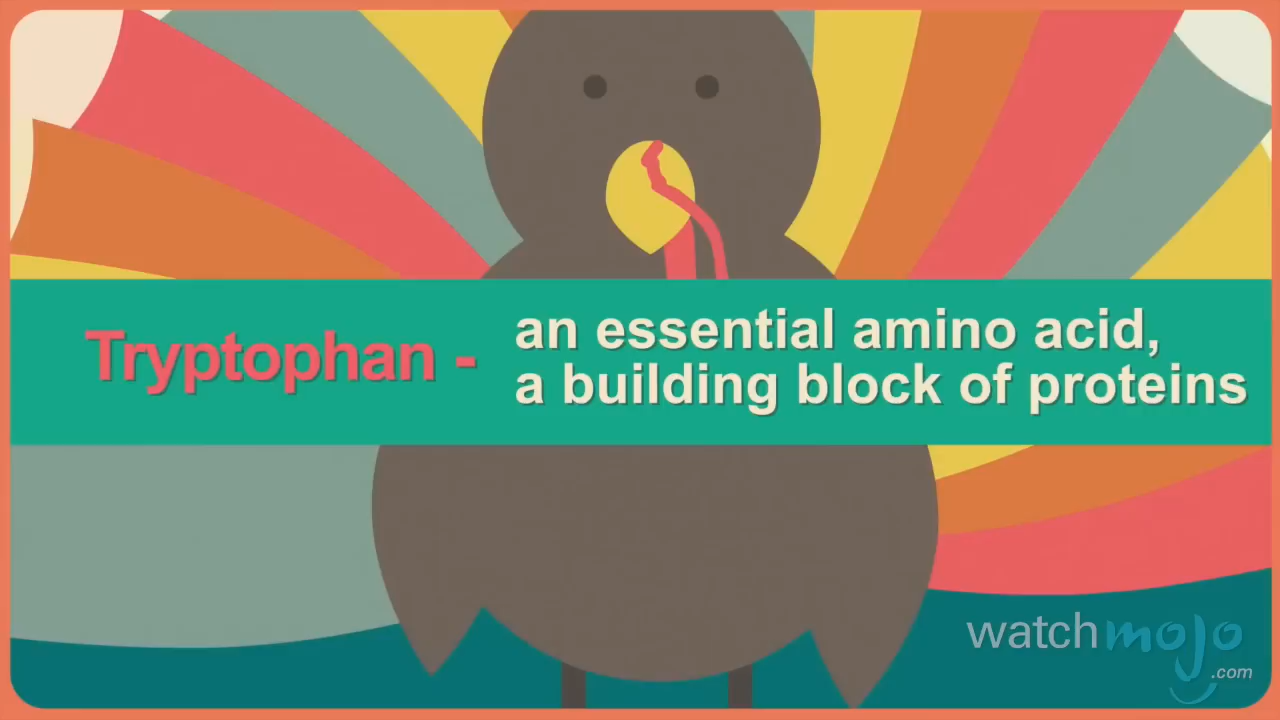 Tryptophan -
an essential amino acid,
a building block of proteins
watchmojo
.com